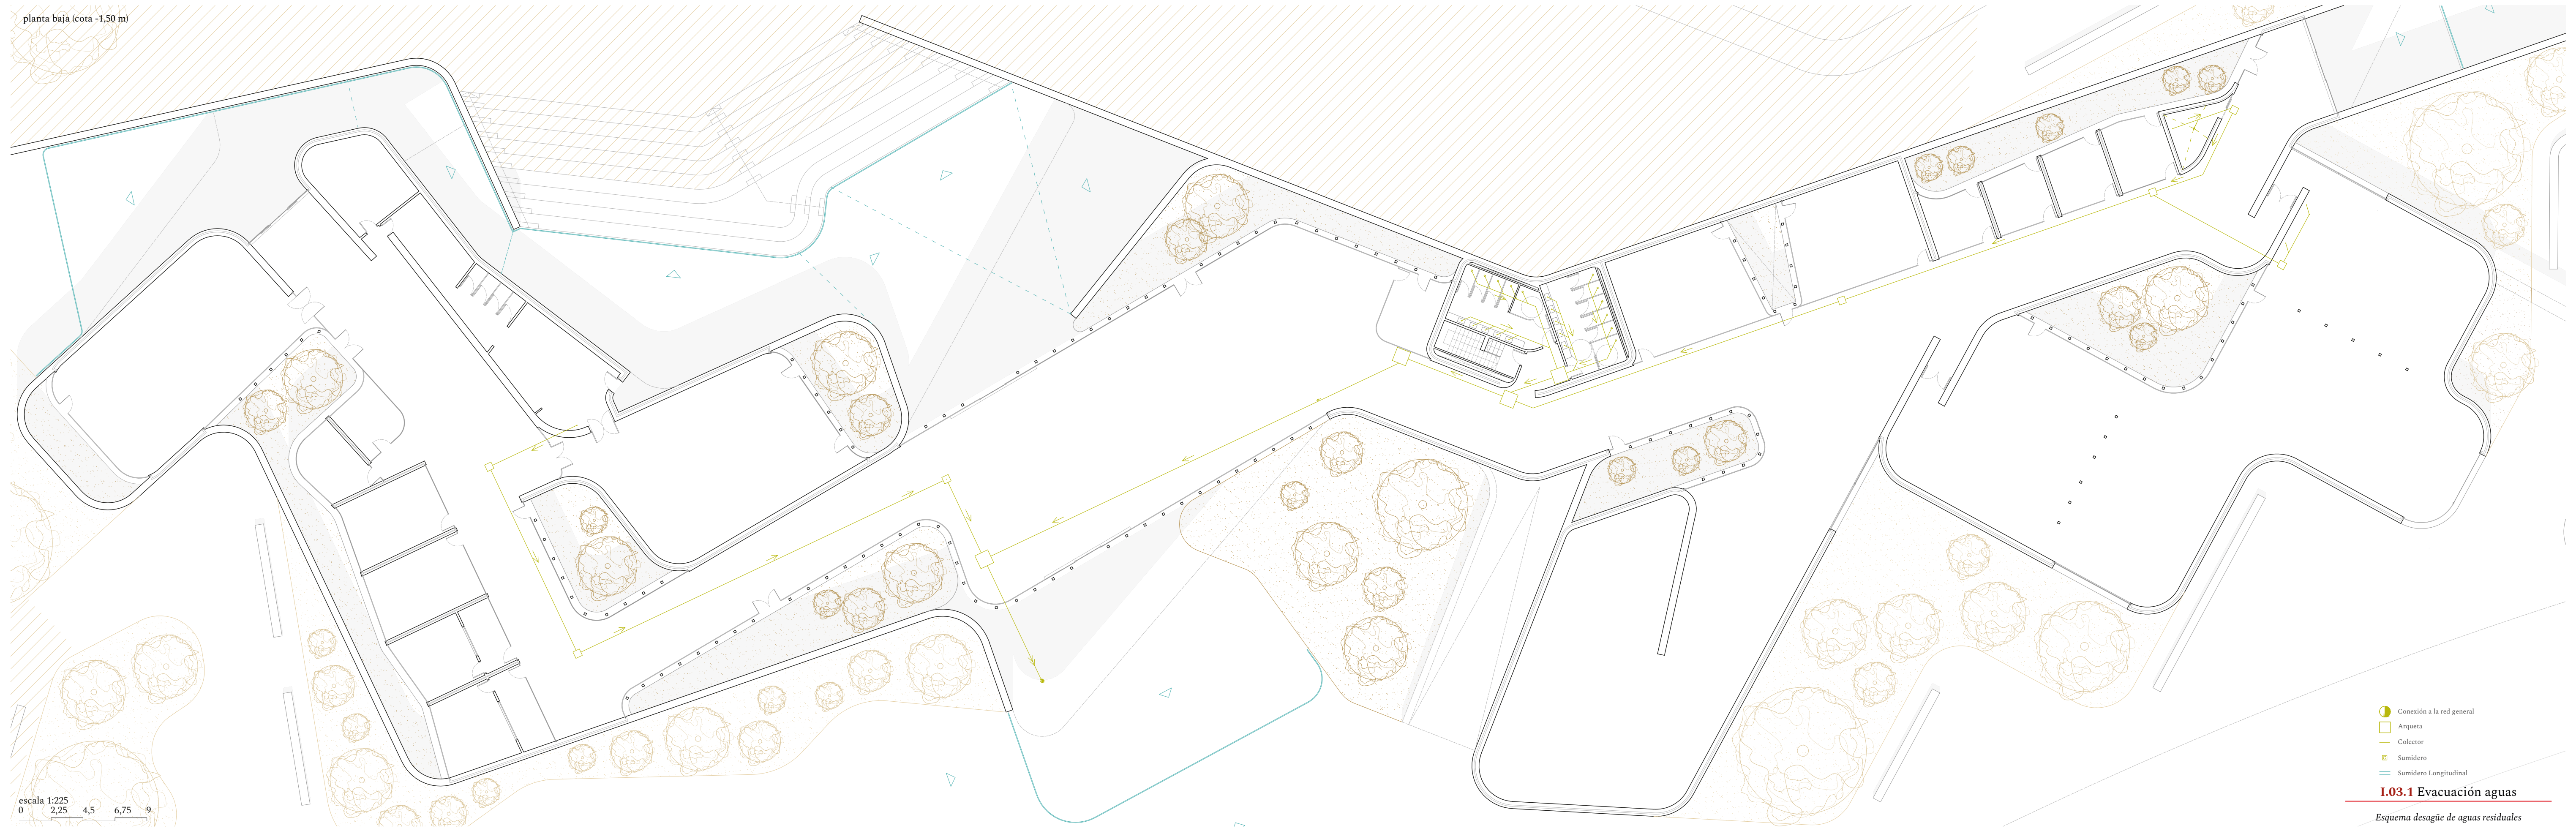 planta baja (cota -1,50 m)
Conexión a la red general
Arqueta
Colector
Sumidero
Sumidero Longitudinal
I.03.1 Evacuación aguas
Esquema desagüe de aguas residuales
escala 1:225
0 2,25 4,5 6,75 9